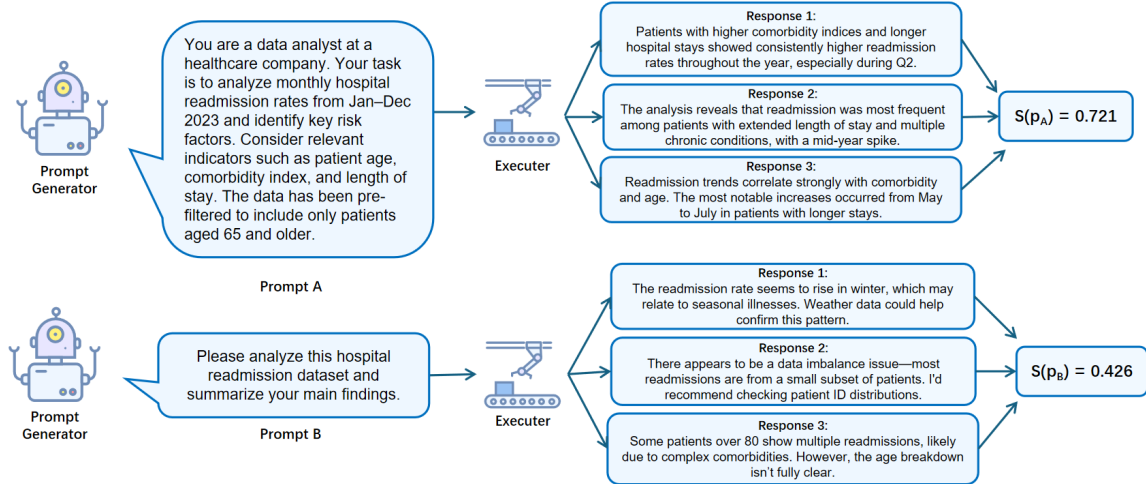 You are a data analyst at a
healthcare company. Your task
is to analyze monthly hospital
readmission rates from Jan–Dec
2023 and identify key risk
factors. Consider relevant
indicators such as patient age,
comorbidity index, and length of
stay. The data has been pre-
filtered to include only patients
aged 65 and older.
Prompt
Generator
Prompt A
Executer
Response 1:
Patients with higher comorbidity indices and longer
hospital stays showed consistently higher readmission
rates throughout the year, especially during Q2.
Response 2:
The analysis reveals that readmission was most frequent
among patients with extended length of stay and multiple
chronic conditions, with a mid-year spike.
Response 3:
Readmission trends correlate strongly with comorbidity
and age. The most notable increases occurred from May
to July in patients with longer stays.
S(pA) = 0.721
Please analyze this hospital
readmission dataset and
summarize your main findings.
Prompt
Generator
Prompt B
Executer
Response 1:
The readmission rate seems to rise in winter, which may
relate to seasonal illnesses. Weather data could help
confirm this pattern.
Response 2:
There appears to be a data imbalance issue—most
readmissions are from a small subset of patients. I'd
recommend checking patient ID distributions.
Response 3:
Some patients over 80 show multiple readmissions, likely
due to complex comorbidities. However, the age breakdown
isn't fully clear.
S(pB) = 0.426